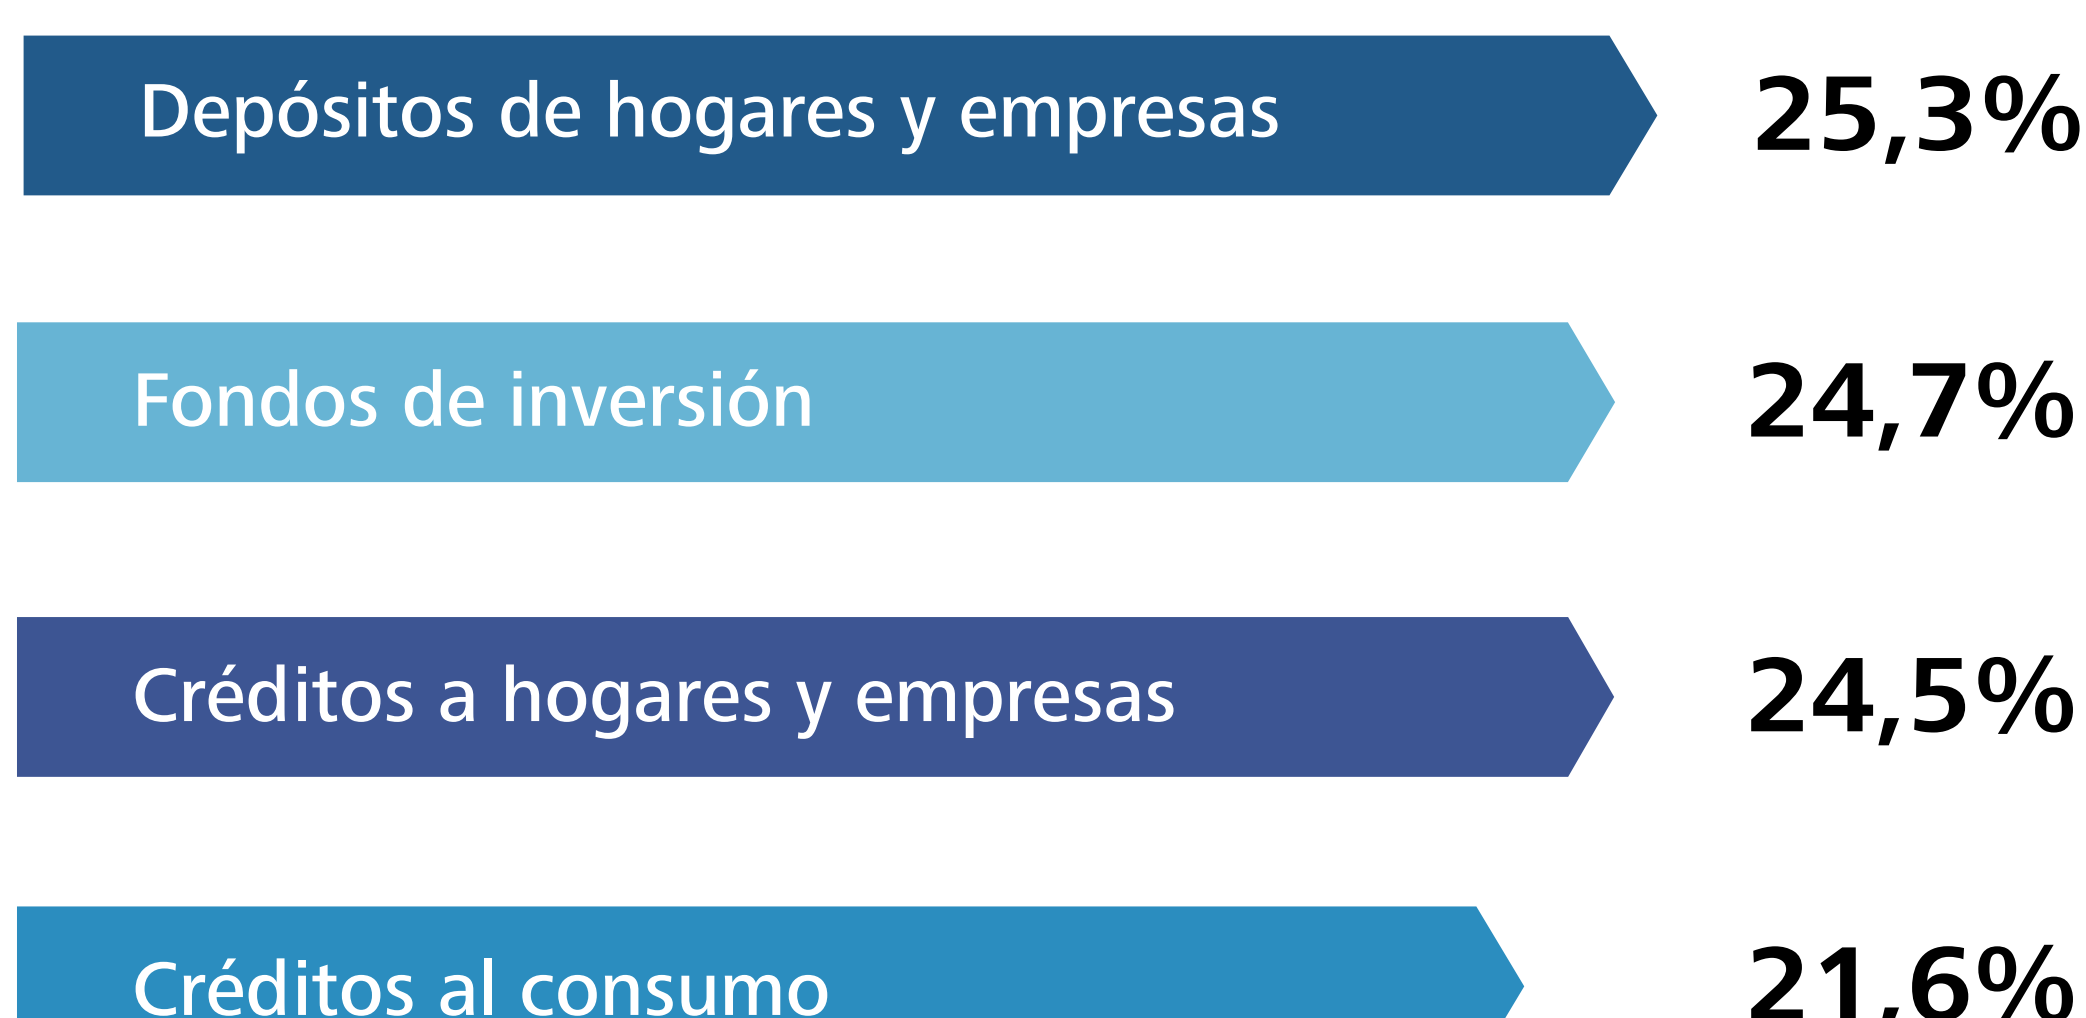 Depósitos de hogares y empresas 25,3%
Fondos de inversión 24,7%
Créditos a hogares y empresas 24,5%
Créditos al consumo 21,6%